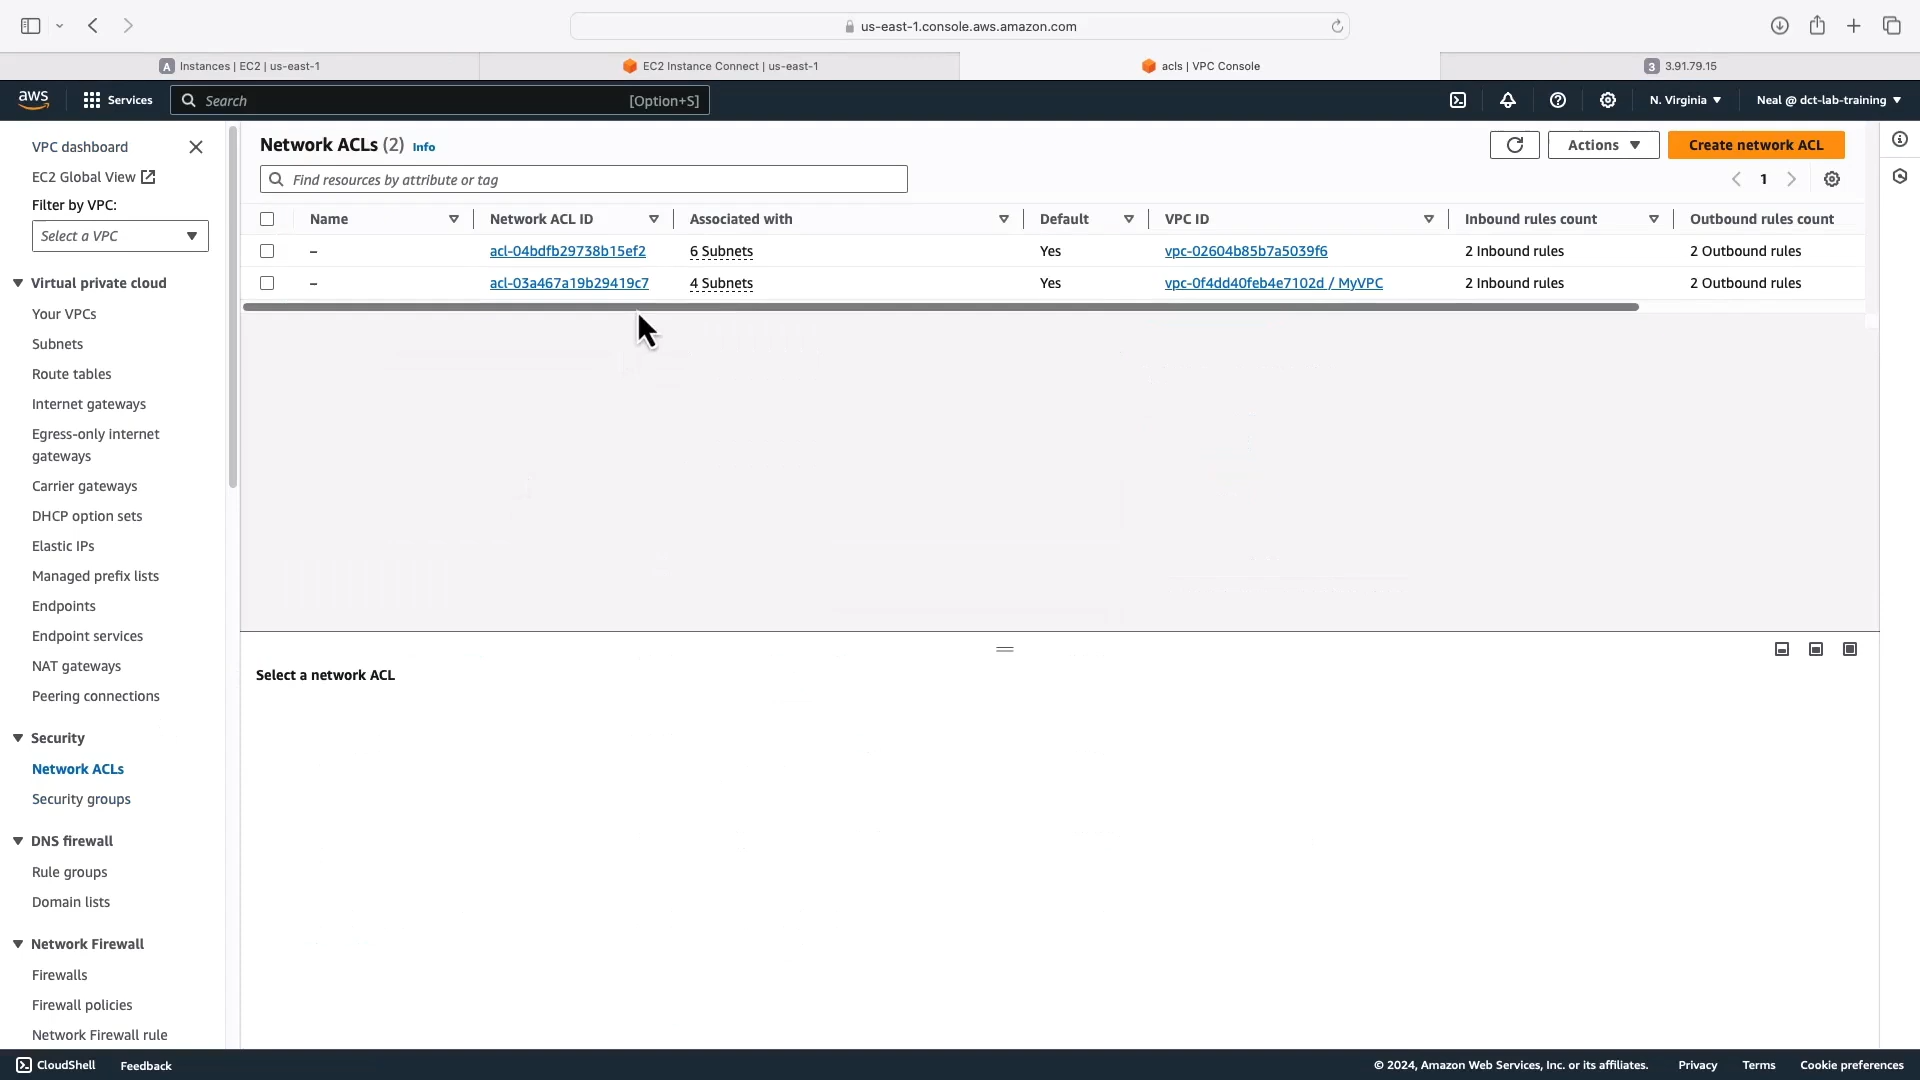 us-east-1.console.aws.amazon.com
A Instances | EC2 | us-east-1
EC2 Instance Connect | us-east-1
acls | VPC Console
3 3.91.79.15
aws
Services
Search
[Option+S]
N. Virginia
Neal @ dct-lab-training
VPC dashboard
EC2 Global View
Filter by VPC:
Select a VPC
Virtual private cloud
Your VPCs
Subnets
Route tables
Internet gateways
Egress-only internet
gateways
Carrier gateways
DHCP option sets
Elastic IPs
Managed prefix lists
Endpoints
Endpoint services
NAT gateways
Peering connections
Security
Network ACLs
Security groups
DNS firewall
Rule groups
Domain lists
Network Firewall
Firewalls
Firewall policies
Network Firewall rule
Network ACLs (2) Info
Actions
Create network ACL
Find resources by attribute or tag
1
Name Network ACL ID Associated with Default VPC ID Inbound rules count Outbound rules count
– acl-04bdfb29738b15ef2 6 Subnets Yes vpc-02604b85b7a5039f6 2 Inbound rules 2 Outbound rules
– acl-03a467a19b29419c7 4 Subnets Yes vpc-0f4dd40feb4e7102d / MyVPC 2 Inbound rules 2 Outbound rules
Select a network ACL
CloudShell
Feedback
© 2024, Amazon Web Services, Inc. or its affiliates.
Privacy
Terms
Cookie preferences